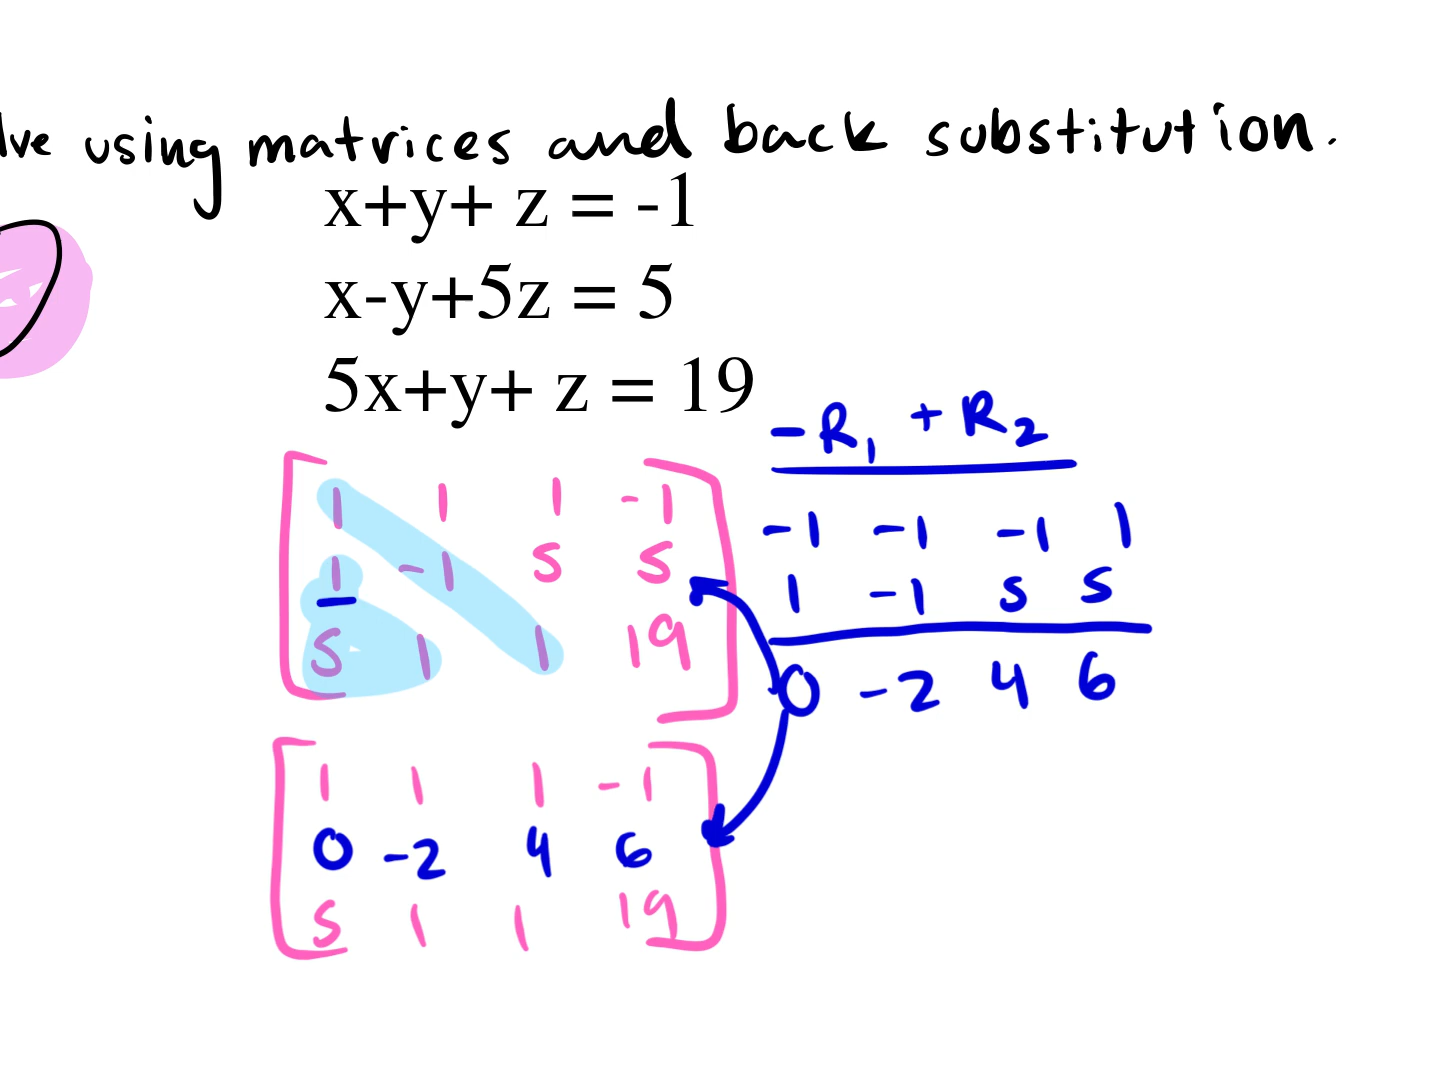 using matrices and back substitution.
x+y+ z = -1
x-y+5z = 5
5x+y+ z = 19
-R1 + R2
1 1 1 -1
1 -1 5 5
5 1 1 19
-1 -1 -1 1
1 -1 5 5
0 -2 4 6
1 1 1 -1
0 -2 4 6
5 1 1 19